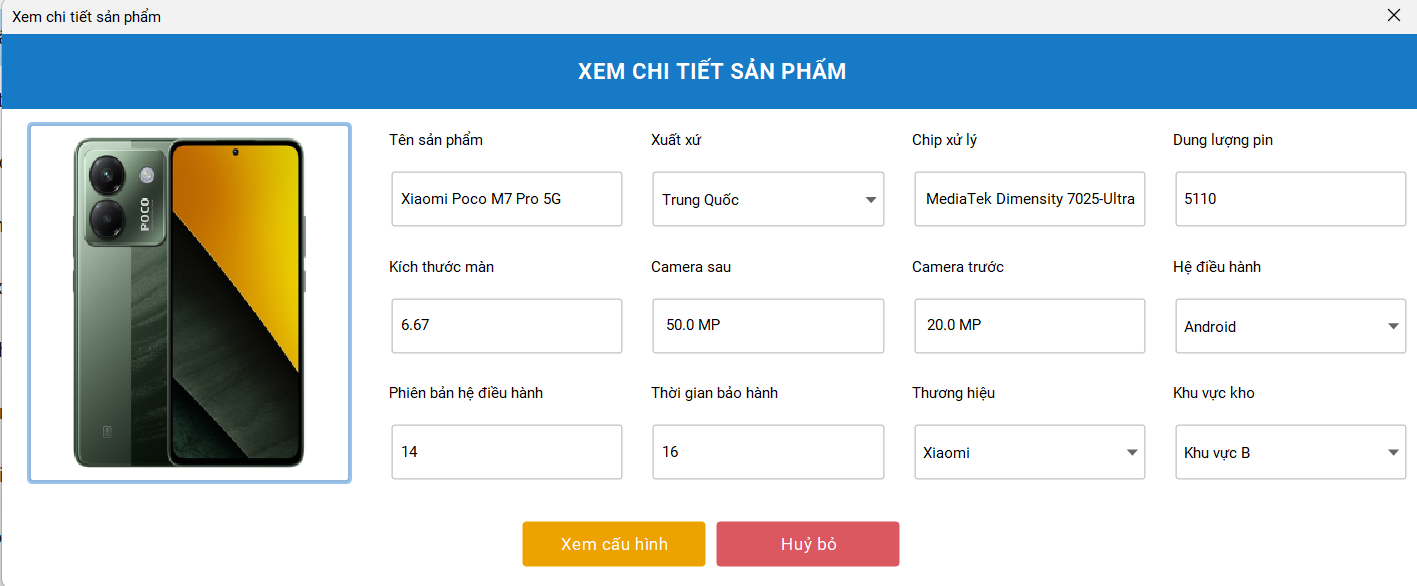 Xem chi tiết sản phẩm
XEM CHI TIẾT SẢN PHẨM
Tên sản phẩm
Xuất xứ
Chip xử lý
Dung lượng pin
Xiaomi Poco M7 Pro 5G
Trung Quốc
MediaTek Dimensity 7025-Ultra
5110
Kích thước màn
Camera sau
Camera trước
Hệ điều hành
6.67
50.0 MP
20.0 MP
Android
Phiên bản hệ điều hành
Thời gian bảo hành
Thương hiệu
Khu vực kho
14
16
Xiaomi
Khu vực B
POCO
Xem cấu hình
Huỷ bỏ